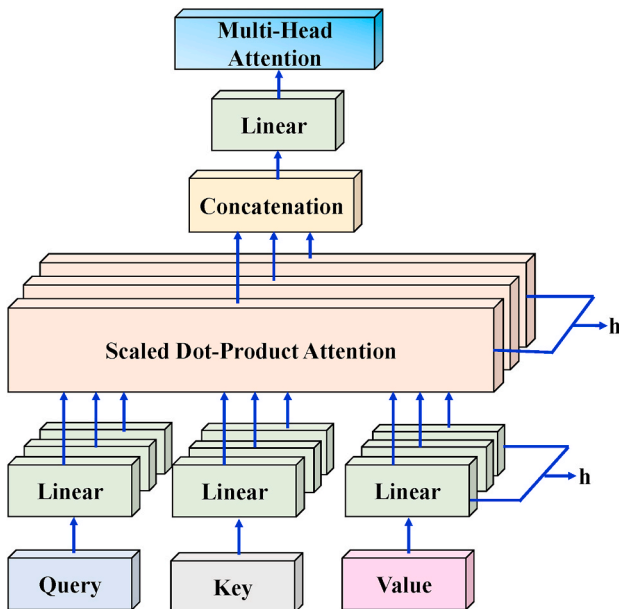 Multi-Head
Attention
Linear
Concatenation
Scaled Dot-Product Attention
h
Linear
Linear
Linear
h
Query
Key
Value